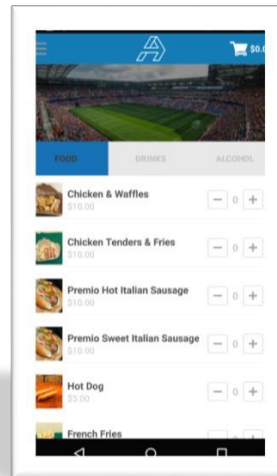 $0.0
FOOD DRINKS ALCOHOL
Chicken & Waffles
$10.00
− 0 +
Chicken Tenders & Fries
$10.00
− 0 +
Premio Hot Italian Sausage
$10.00
− 0 +
Premio Sweet Italian Sausage
$10.00
− 0 +
Hot Dog
$5.00
− 0 +
French Fries